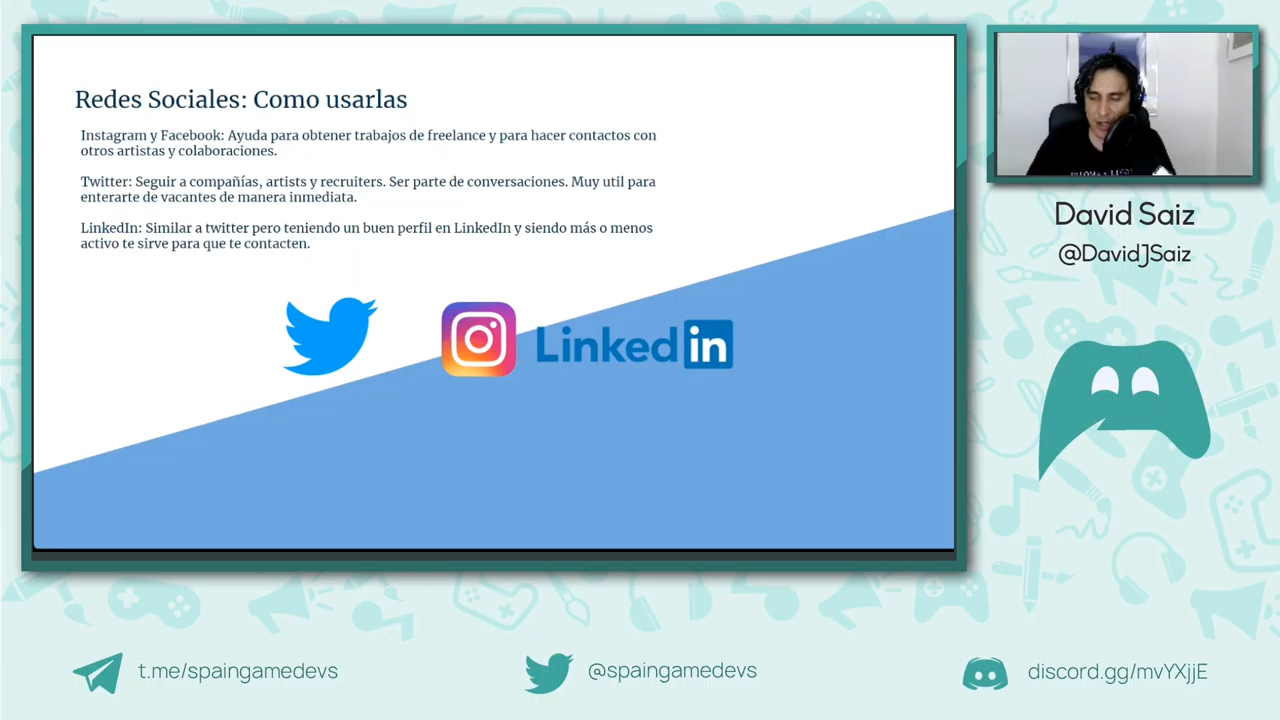 Redes Sociales: Como usarlas
Instagram y Facebook: Ayuda para obtener trabajos de freelance y para hacer contactos con
otros artistas y colaboraciones.
Twitter: Seguir a compañías, artists y recruiters. Ser parte de conversaciones. Muy util para
enterarte de vacantes de manera inmediata.
LinkedIn: Similar a twitter pero teniendo un buen perfil en LinkedIn y siendo más o menos
activo te sirve para que te contacten.
Linkedin
David Saiz
@DavidJSaiz
t.me/spaingamedevs
@spaingamedevs
discord.gg/mvYXjjE